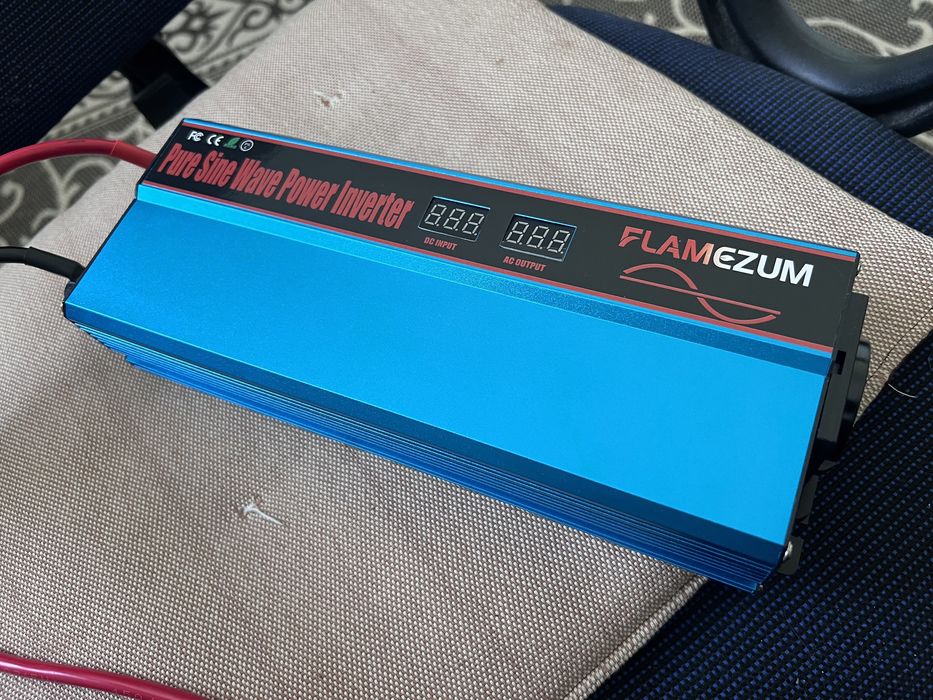 FC CE
Pure Sine Wave Power Inverter
8.8.8.
DC INPUT
8.8.8.
AC OUTPUT
FLAMEZUM